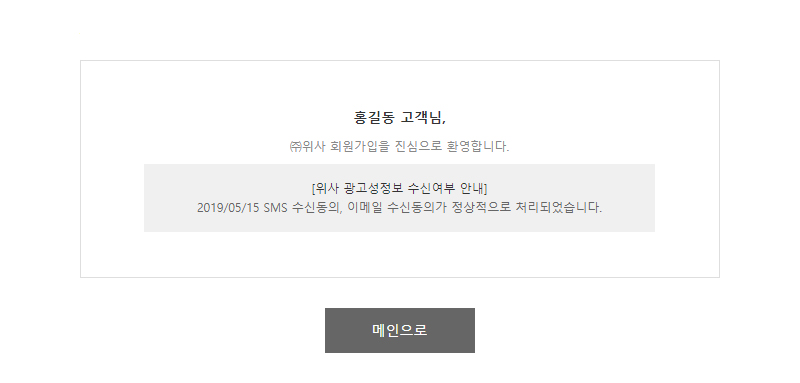 홍길동 고객님,
㈜위사 회원가입을 진심으로 환영합니다.
[위사 광고성정보 수신여부 안내]
2019/05/15 SMS 수신동의, 이메일 수신동의가 정상적으로 처리되었습니다.
메인으로